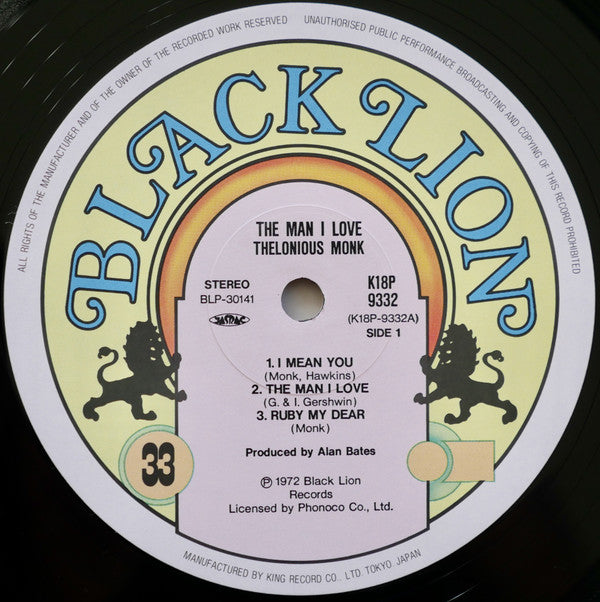 ALL RIGHTS OF THE MANUFACTURER AND OF THE OWNER OF THE RECORDED WORK RESERVED
UNAUTHORISED PUBLIC PERFORMANCE BROADCASTING AND COPYING OF THIS RECORD PROHIBITED
BLACK LION
THE MAN I LOVE
THELONIOUS MONK
STEREO
BLP-30141
JASRAC
K18P
9332
(K18P-9332A)
SIDE 1
1. I MEAN YOU
(Monk, Hawkins)
2. THE MAN I LOVE
(G. & I. Gershwin)
3. RUBY MY DEAR
(Monk)
Produced by Alan Bates
33
℗ 1972 Black Lion
Records
Licensed by Phonoco Co., Ltd.
MANUFACTURED BY KING RECORD CO., LTD. TOKYO, JAPAN